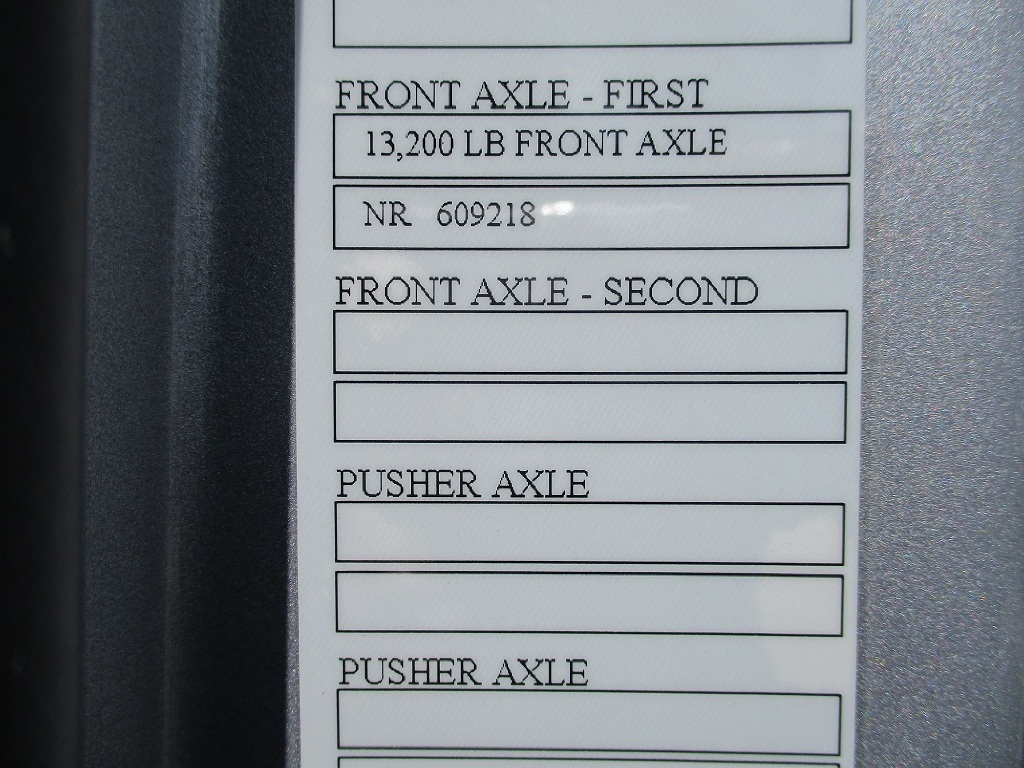 FRONT AXLE - FIRST
13,200 LB FRONT AXLE
NR 609218
FRONT AXLE - SECOND
PUSHER AXLE
PUSHER AXLE